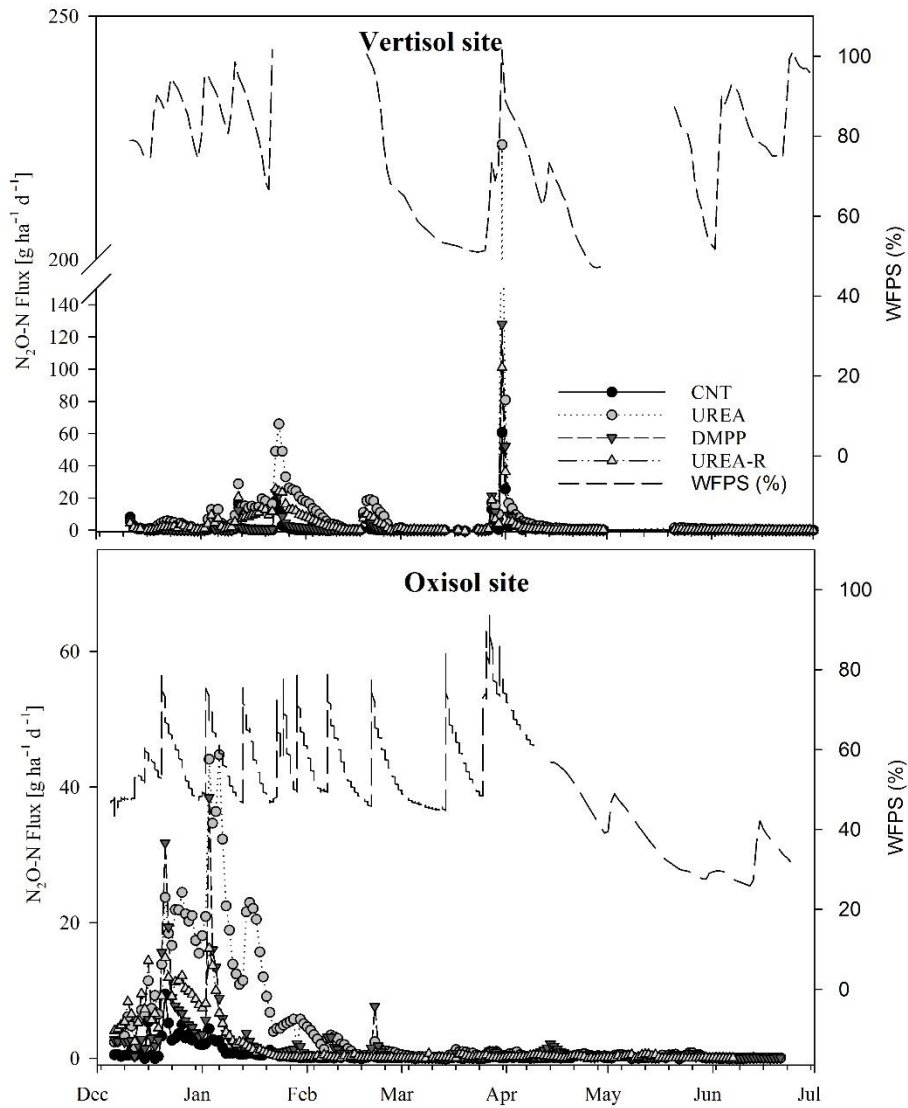 Vertisol site
250
200
140
120
100
80
60
40
20
0
N₂O-N Flux [g ha⁻¹ d⁻¹]
100
80
60
40
20
0
WFPS (%)
CNT
UREA
DMPP
UREA-R
WFPS (%)
Oxisol site
60
40
20
0
N₂O-N Flux [g ha⁻¹ d⁻¹]
100
80
60
40
20
0
WFPS (%)
Dec Jan Feb Mar Apr May Jun Jul